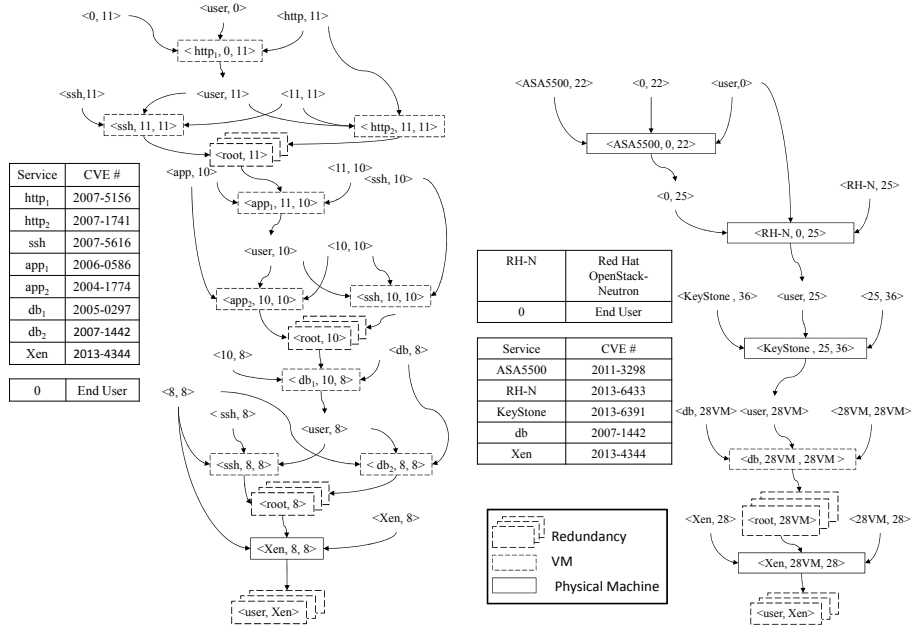 <0, 11>
<user, 0>
<http, 11>
< http1, 0, 11>
<ssh,11>
<user, 11>
<11, 11>
<ssh, 11, 11>
< http2, 11, 11>
<root, 11>
<app, 10>
<11, 10>
<ssh, 10>
<app1, 11, 10>
<user, 10>
<10, 10>
<app2, 10, 10>
<ssh, 10, 10>
<root, 10>
<10, 8>
<db, 8>
< db1, 10, 8>
<8, 8>
< ssh, 8>
<user, 8>
<ssh, 8, 8>
< db2, 8, 8>
<root, 8>
<Xen, 8>
<Xen, 8, 8>
<user, Xen>
Service CVE #
http1 2007-5156
http2 2007-1741
ssh 2007-5616
app1 2006-0586
app2 2004-1774
db1 2005-0297
db2 2007-1442
Xen 2013-4344
0 End User
<ASA5500, 22>
<0, 22>
<user,0>
<ASA5500, 0, 22>
<0, 25>
<RH-N, 25>
<RH-N, 0, 25>
<KeyStone , 36>
<user, 25>
<25, 36>
<KeyStone , 25, 36>
<db, 28VM>
<user, 28VM>
<28VM, 28VM>
<db, 28VM , 28VM >
<Xen, 28>
<root, 28VM>
<28VM, 28>
<Xen, 28VM, 28>
<user, Xen>
RH-N Red Hat
OpenStack-
Neutron
0 End User
Service CVE #
ASA5500 2011-3298
RH-N 2013-6433
KeyStone 2013-6391
db 2007-1442
Xen 2013-4344
Redundancy
VM
Physical Machine